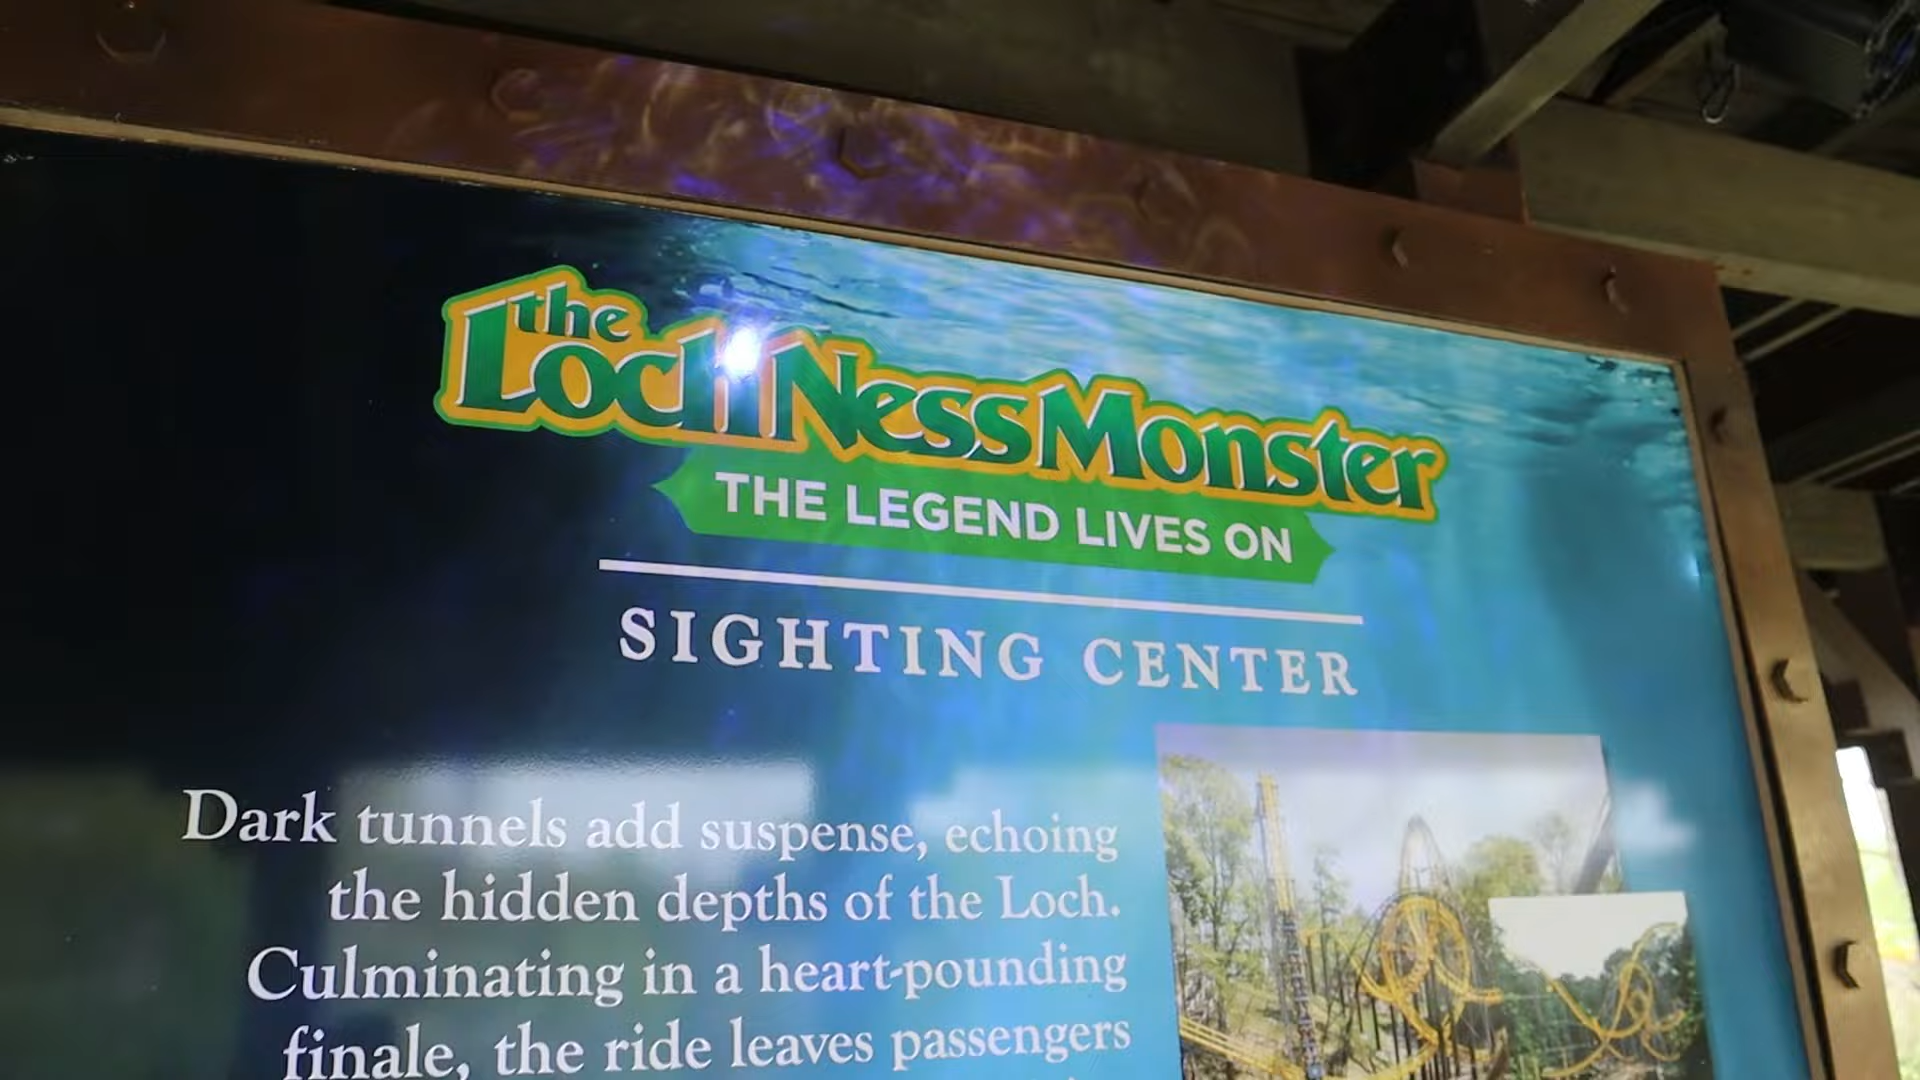 the
Loch Ness Monster
THE LEGEND LIVES ON
SIGHTING CENTER
Dark tunnels add suspense, echoing
the hidden depths of the Loch.
Culminating in a heart-pounding
finale, the ride leaves passengers